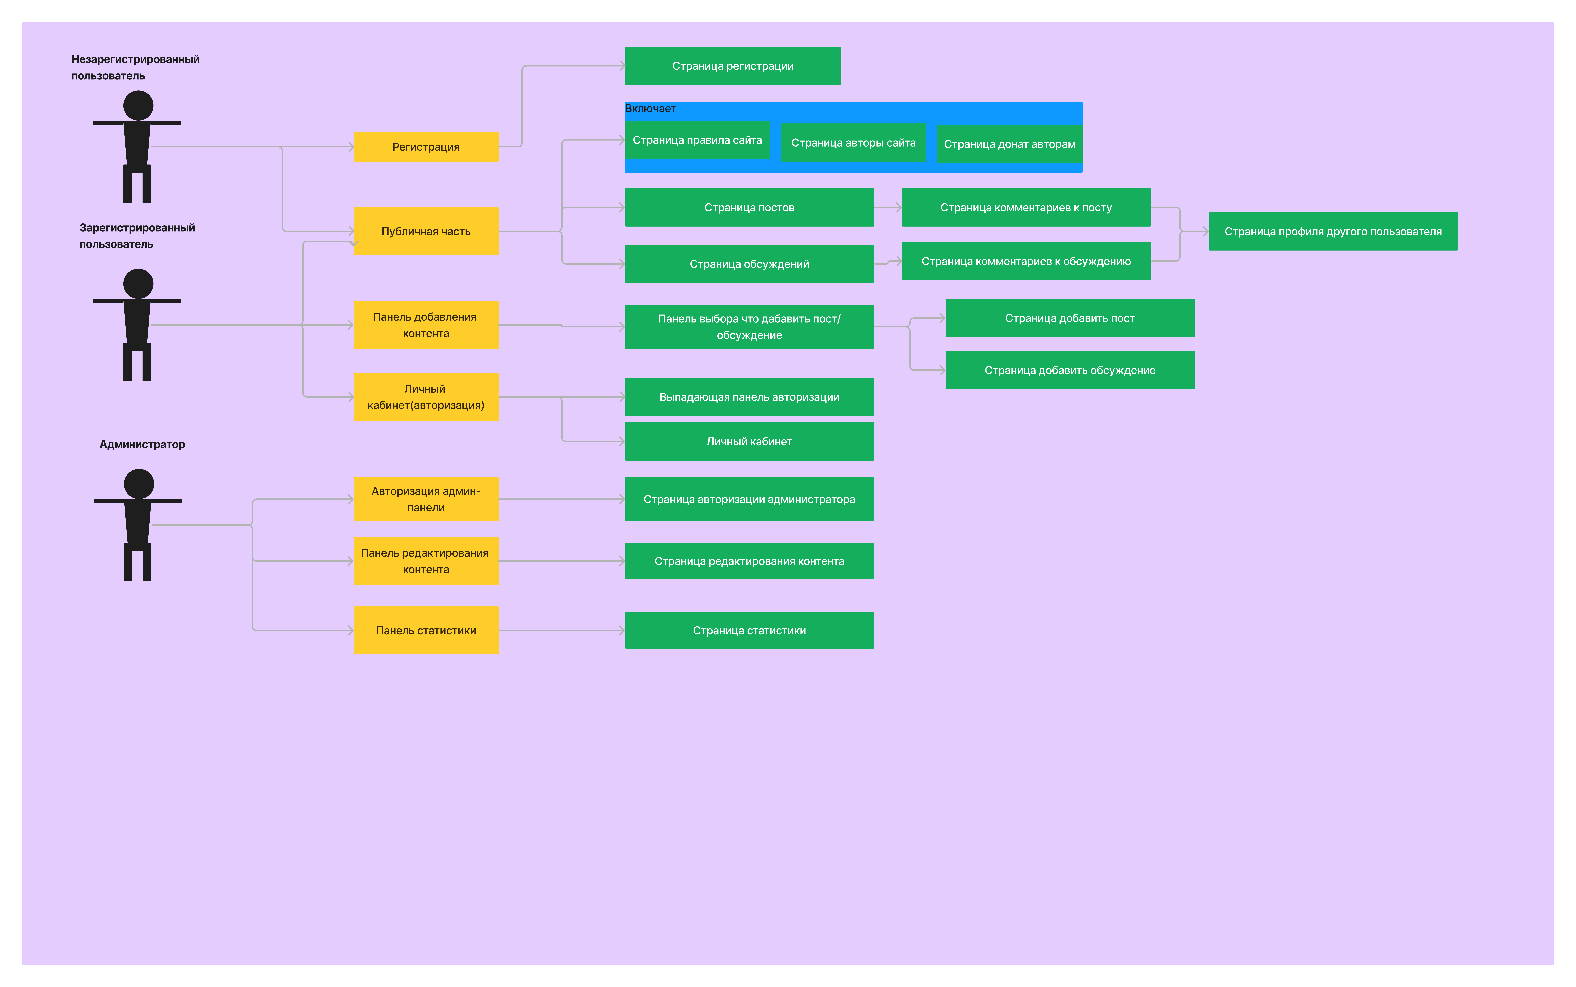 Незарегистрированный
пользователь
Страница регистрации
Включает
Регистрация
Страница правила сайта
Страница авторы сайта
Страница донат авторам
Зарегистрированный
пользователь
Публичная часть
Страница постов
Страница комментариев к посту
Страница профиля другого пользователя
Страница обсуждений
Страница комментариев к обсуждению
Панель добавления
контента
Панель выбора что дабавить пост/
обсуждение
Страница добавить пост
Страница добавить обсуждение
Личный
кабинет(авторизация)
Выпадающая панель авторизации
Личный кабинет
Администратор
Авторизация админ-
панели
Страница авторизации администратора
Панель редактирования
контента
Страница редактирования контента
Панель статистики
Страница статистики